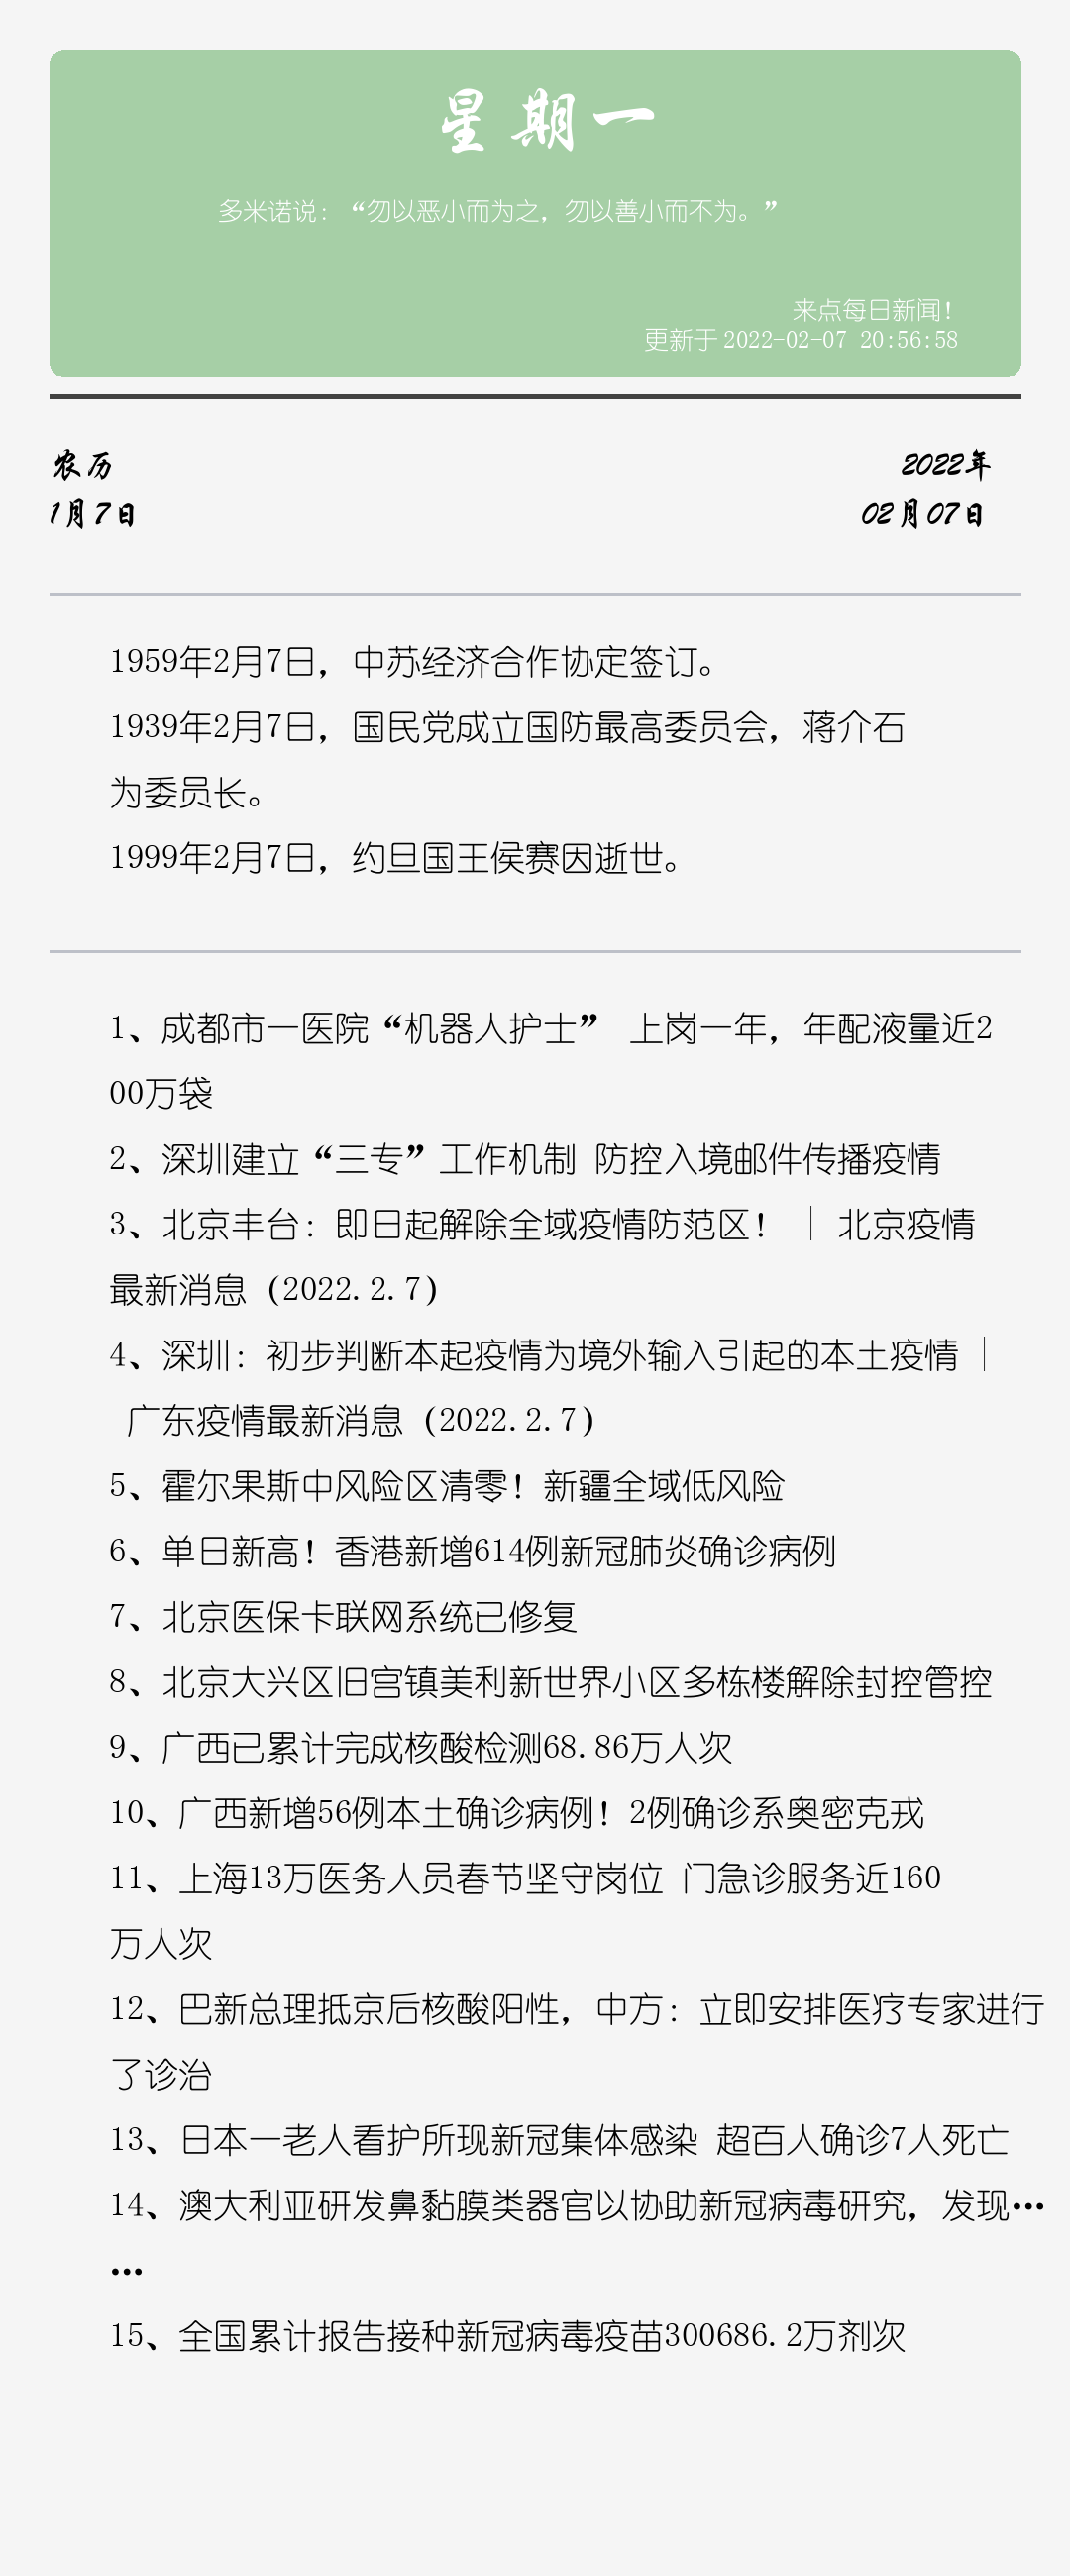 星期一
多米诺说：“勿以恶小而为之，勿以善小而不为。”
来点每日新闻！
更新于2022-02-07 20:56:58
农历
2022年
1月7日
02月07日
1959年2月7日，中苏经济合作协定签订。
1939年2月7日，国民党成立国防最高委员会，蒋介石
为委员长。
1999年2月7日，约旦国王侯赛因逝世。
1、成都市一医院“机器人护士” 上岗一年，年配液量近2
00万袋
2、深圳建立“三专”工作机制 防控入境邮件传播疫情
3、北京丰台：即日起解除全域疫情防范区！ | 北京疫情
最新消息（2022.2.7）
4、深圳：初步判断本起疫情为境外输入引起的本土疫情 |
广东疫情最新消息（2022.2.7）
5、霍尔果斯中风险区清零！新疆全域低风险
6、单日新高！香港新增614例新冠肺炎确诊病例
7、北京医保卡联网系统已修复
8、北京大兴区旧宫镇美利新世界小区多栋楼解除封控管控
9、广西已累计完成核酸检测68.86万人次
10、广西新增56例本土确诊病例！2例确诊系奥密克戎
11、上海13万医务人员春节坚守岗位 门急诊服务近160
万人次
12、巴新总理抵京后核酸阳性，中方：立即安排医疗专家进行
了诊治
13、日本一老人看护所现新冠集体感染 超百人确诊7人死亡
14、澳大利亚研发鼻黏膜类器官以协助新冠病毒研究，发现…
…
15、全国累计报告接种新冠病毒疫苗300686.2万剂次